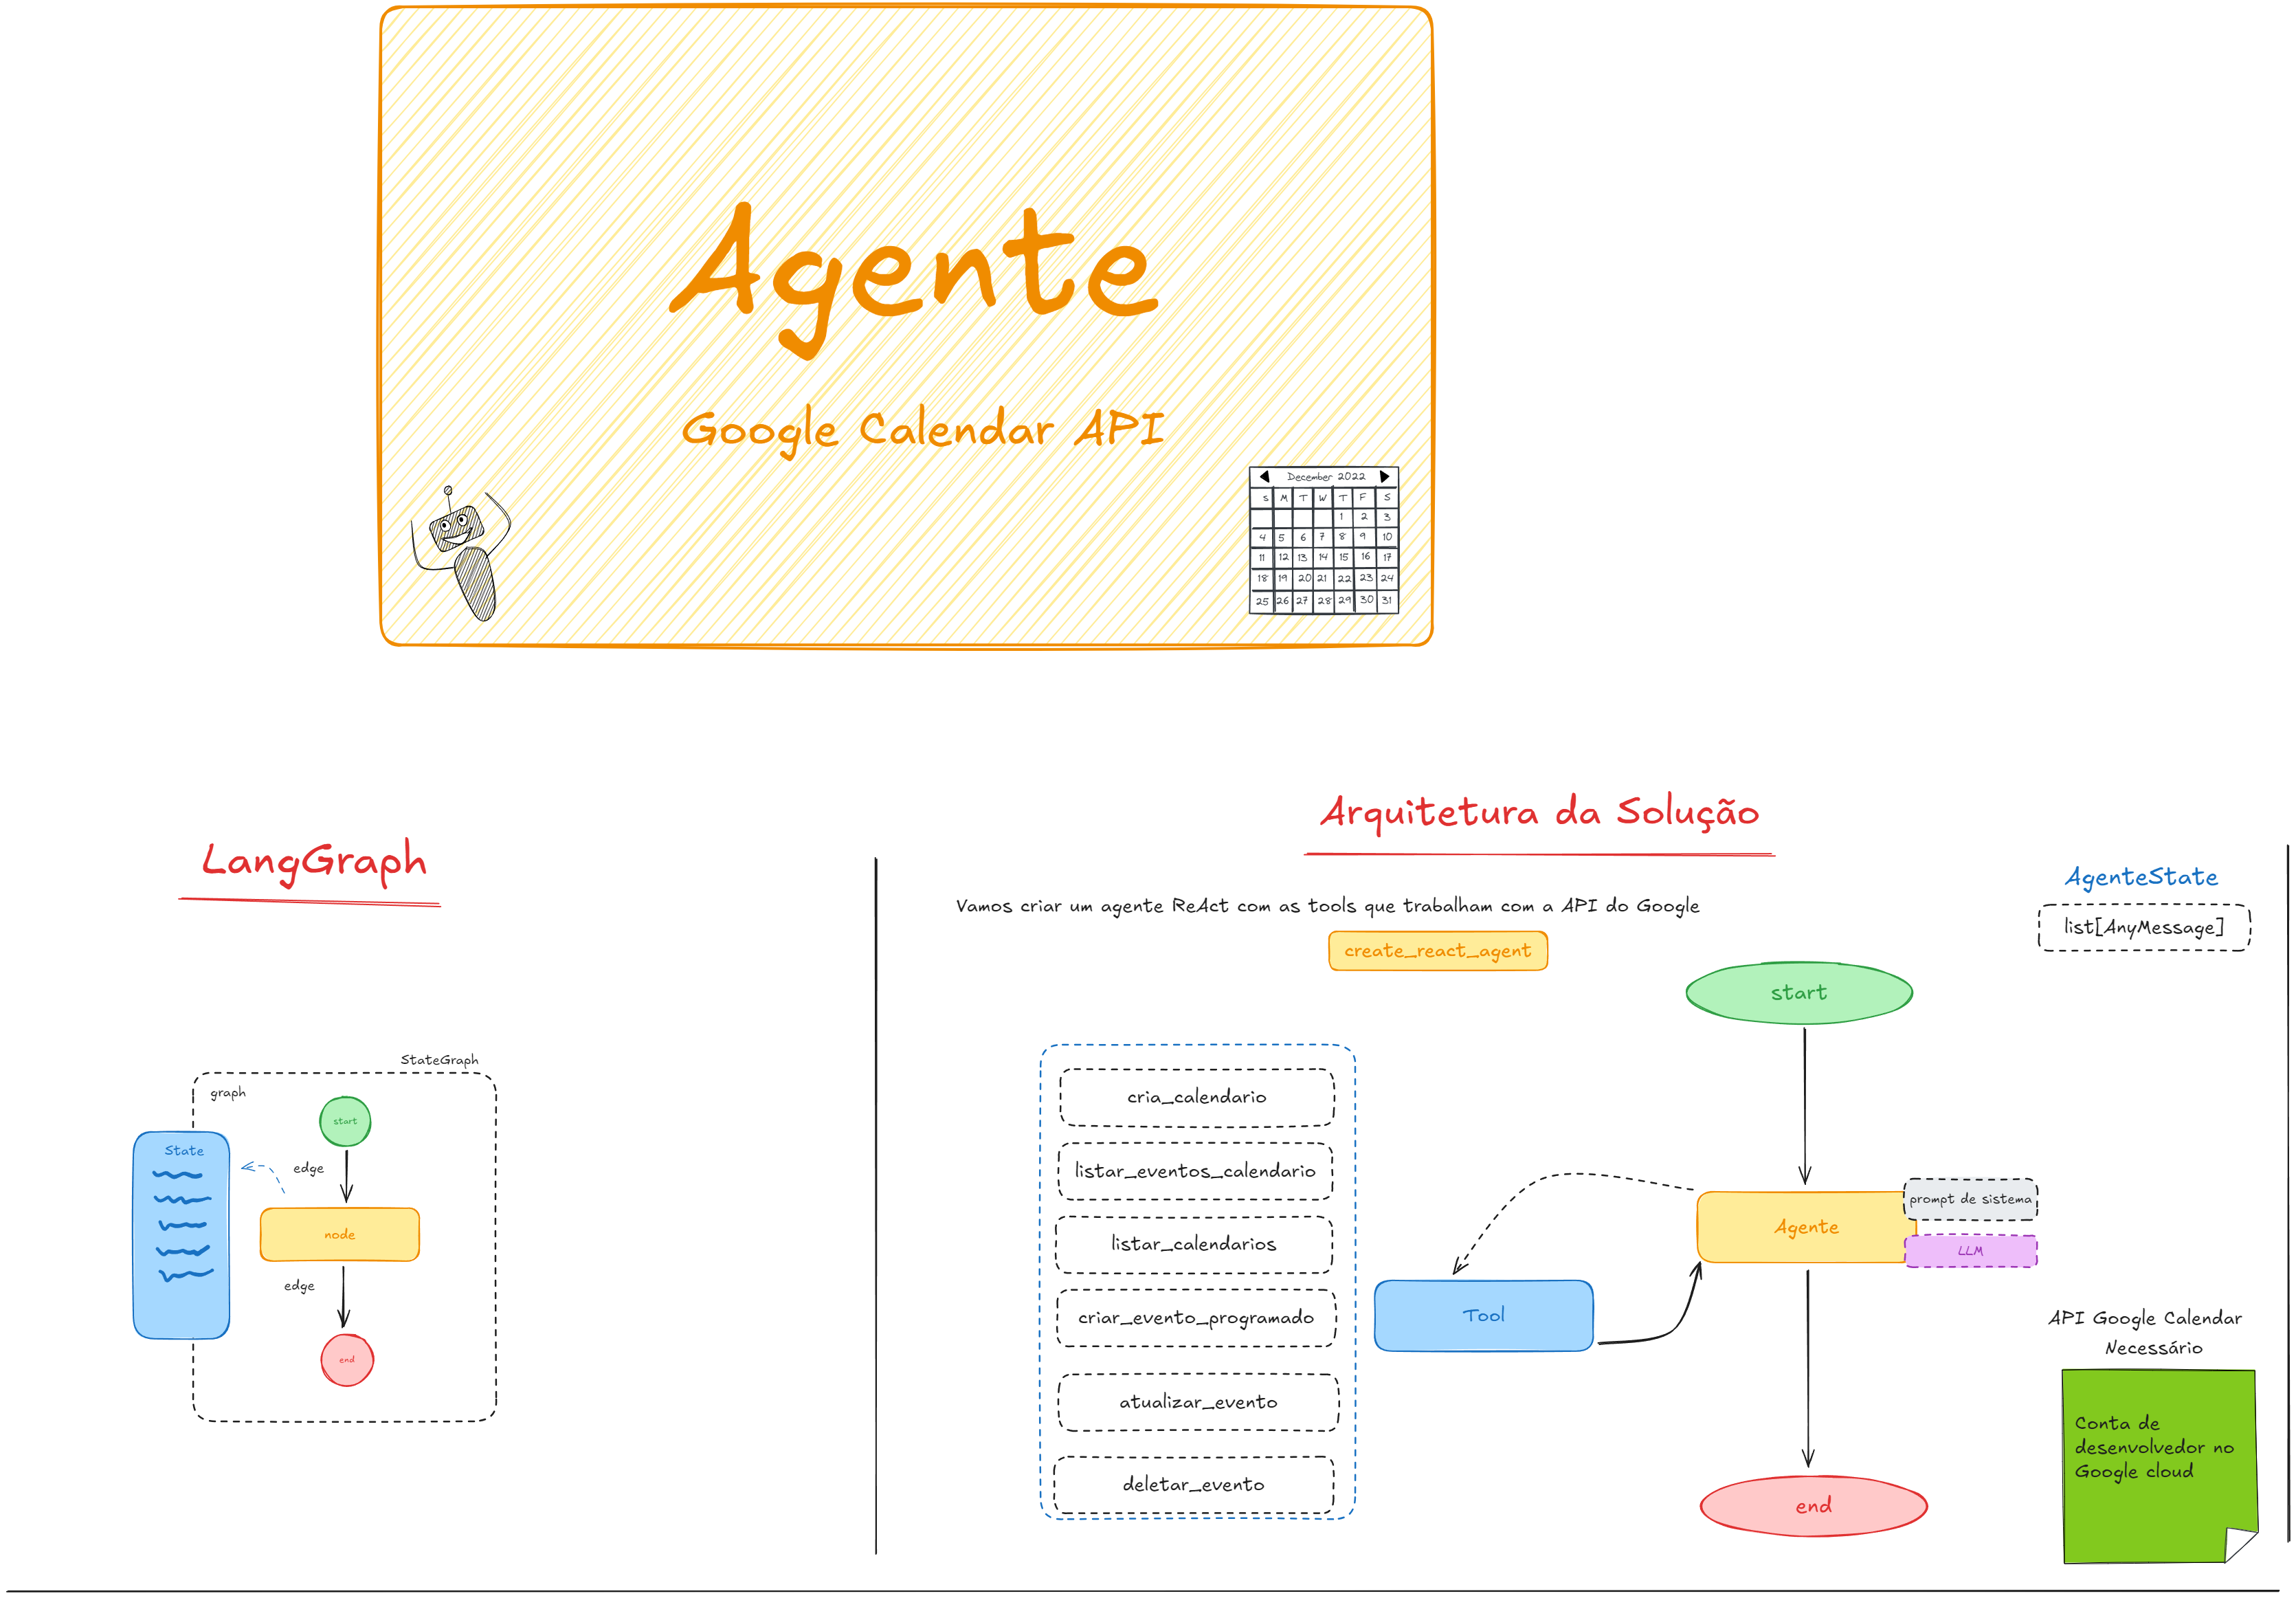 Agente
Google Calendar API
December 2022
S M T W T F S
1 2 3
4 5 6 7 8 9 10
11 12 13 14 15 16 17
18 19 20 21 22 23 24
25 26 27 28 29 30 31
LangGraph
StateGraph
graph
start
State
edge
node
edge
end
Arquitetura da Solução
Vamos criar um agente ReAct com as tools que trabalham com a API do Google
create_react_agent
AgenteState
list[AnyMessage]
start
cria_calendario
listar_eventos_calendario
listar_calendarios
criar_evento_programado
atualizar_evento
deletar_evento
Tool
Agente
prompt de sistema
LLM
end
API Google Calendar
Necessário
Conta de
desenvolvedor no
Google cloud